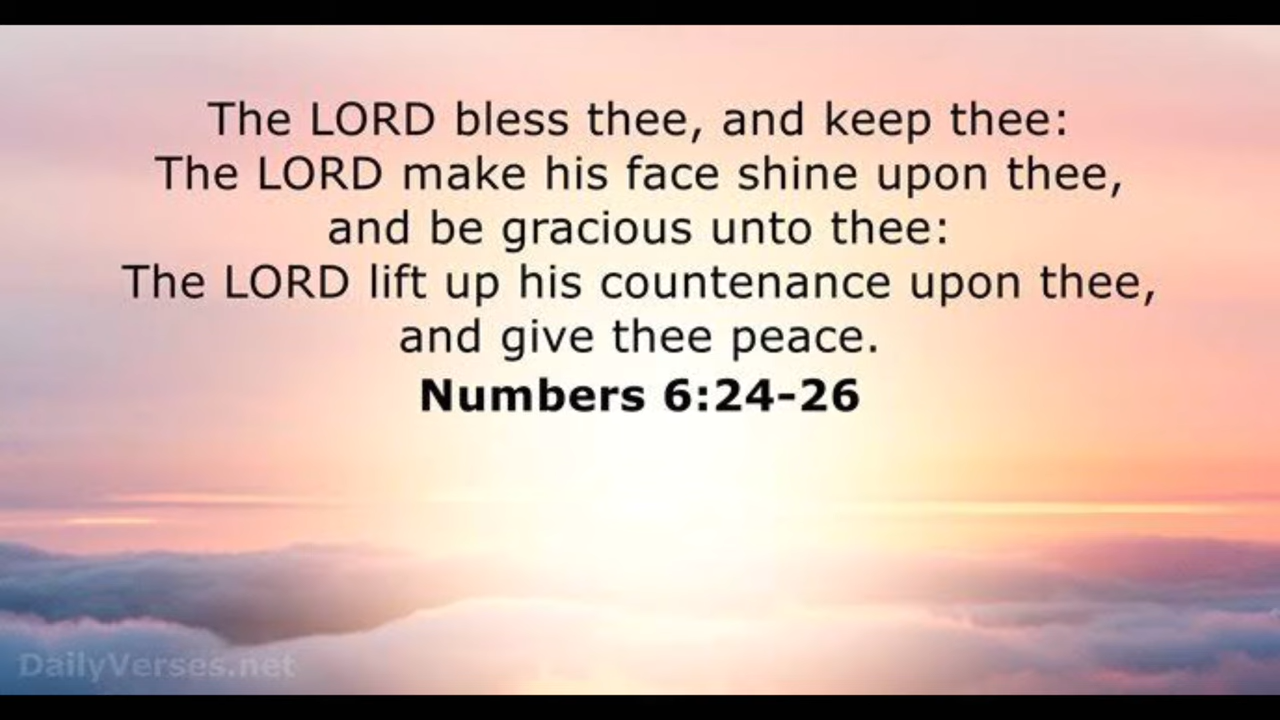 The LORD bless thee, and keep thee:
The LORD make his face shine upon thee,
and be gracious unto thee:
The LORD lift up his countenance upon thee,
and give thee peace.
Numbers 6:24-26
DailyVerses.net